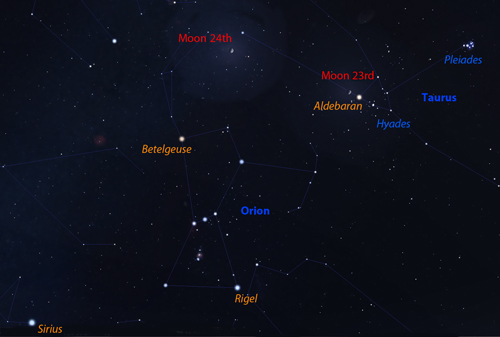 Moon 24th
Pleiades
Moon 23rd
Taurus
Aldebaran
Hyades
Betelgeuse
Orion
Rigel
Sirius